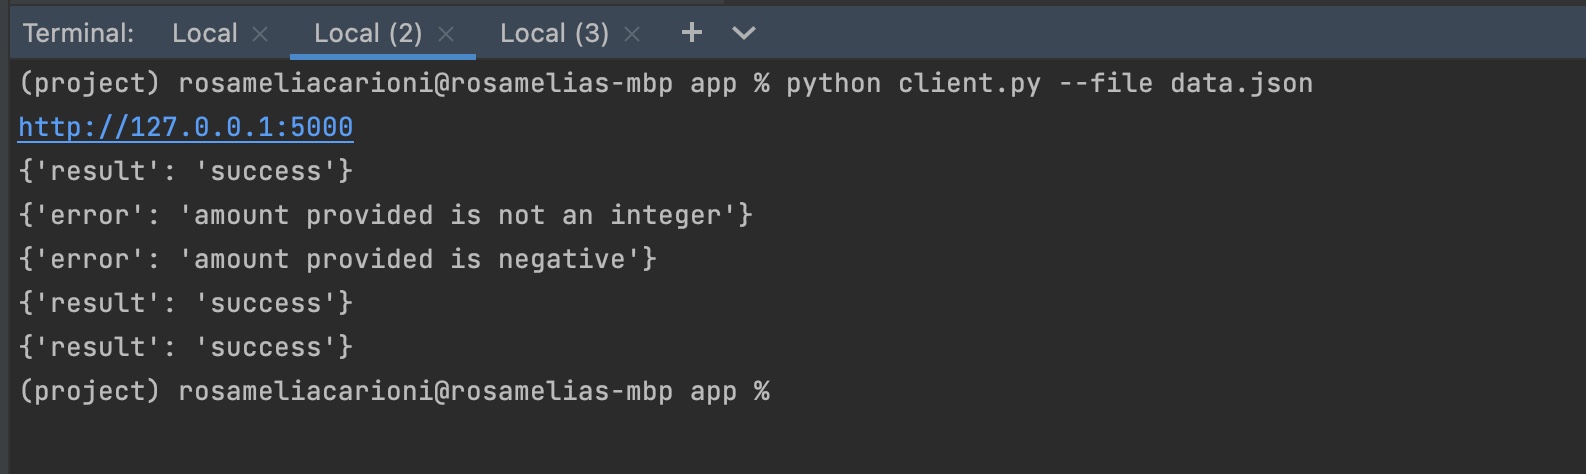 Terminal: Local × Local (2) × Local (3) × +
(project) rosameliacarioni@rosamelias-mbp app % python client.py --file data.json
http://127.0.0.1:5000
{'result': 'success'}
{'error': 'amount provided is not an integer'}
{'error': 'amount provided is negative'}
{'result': 'success'}
{'result': 'success'}
(project) rosameliacarioni@rosamelias-mbp app %